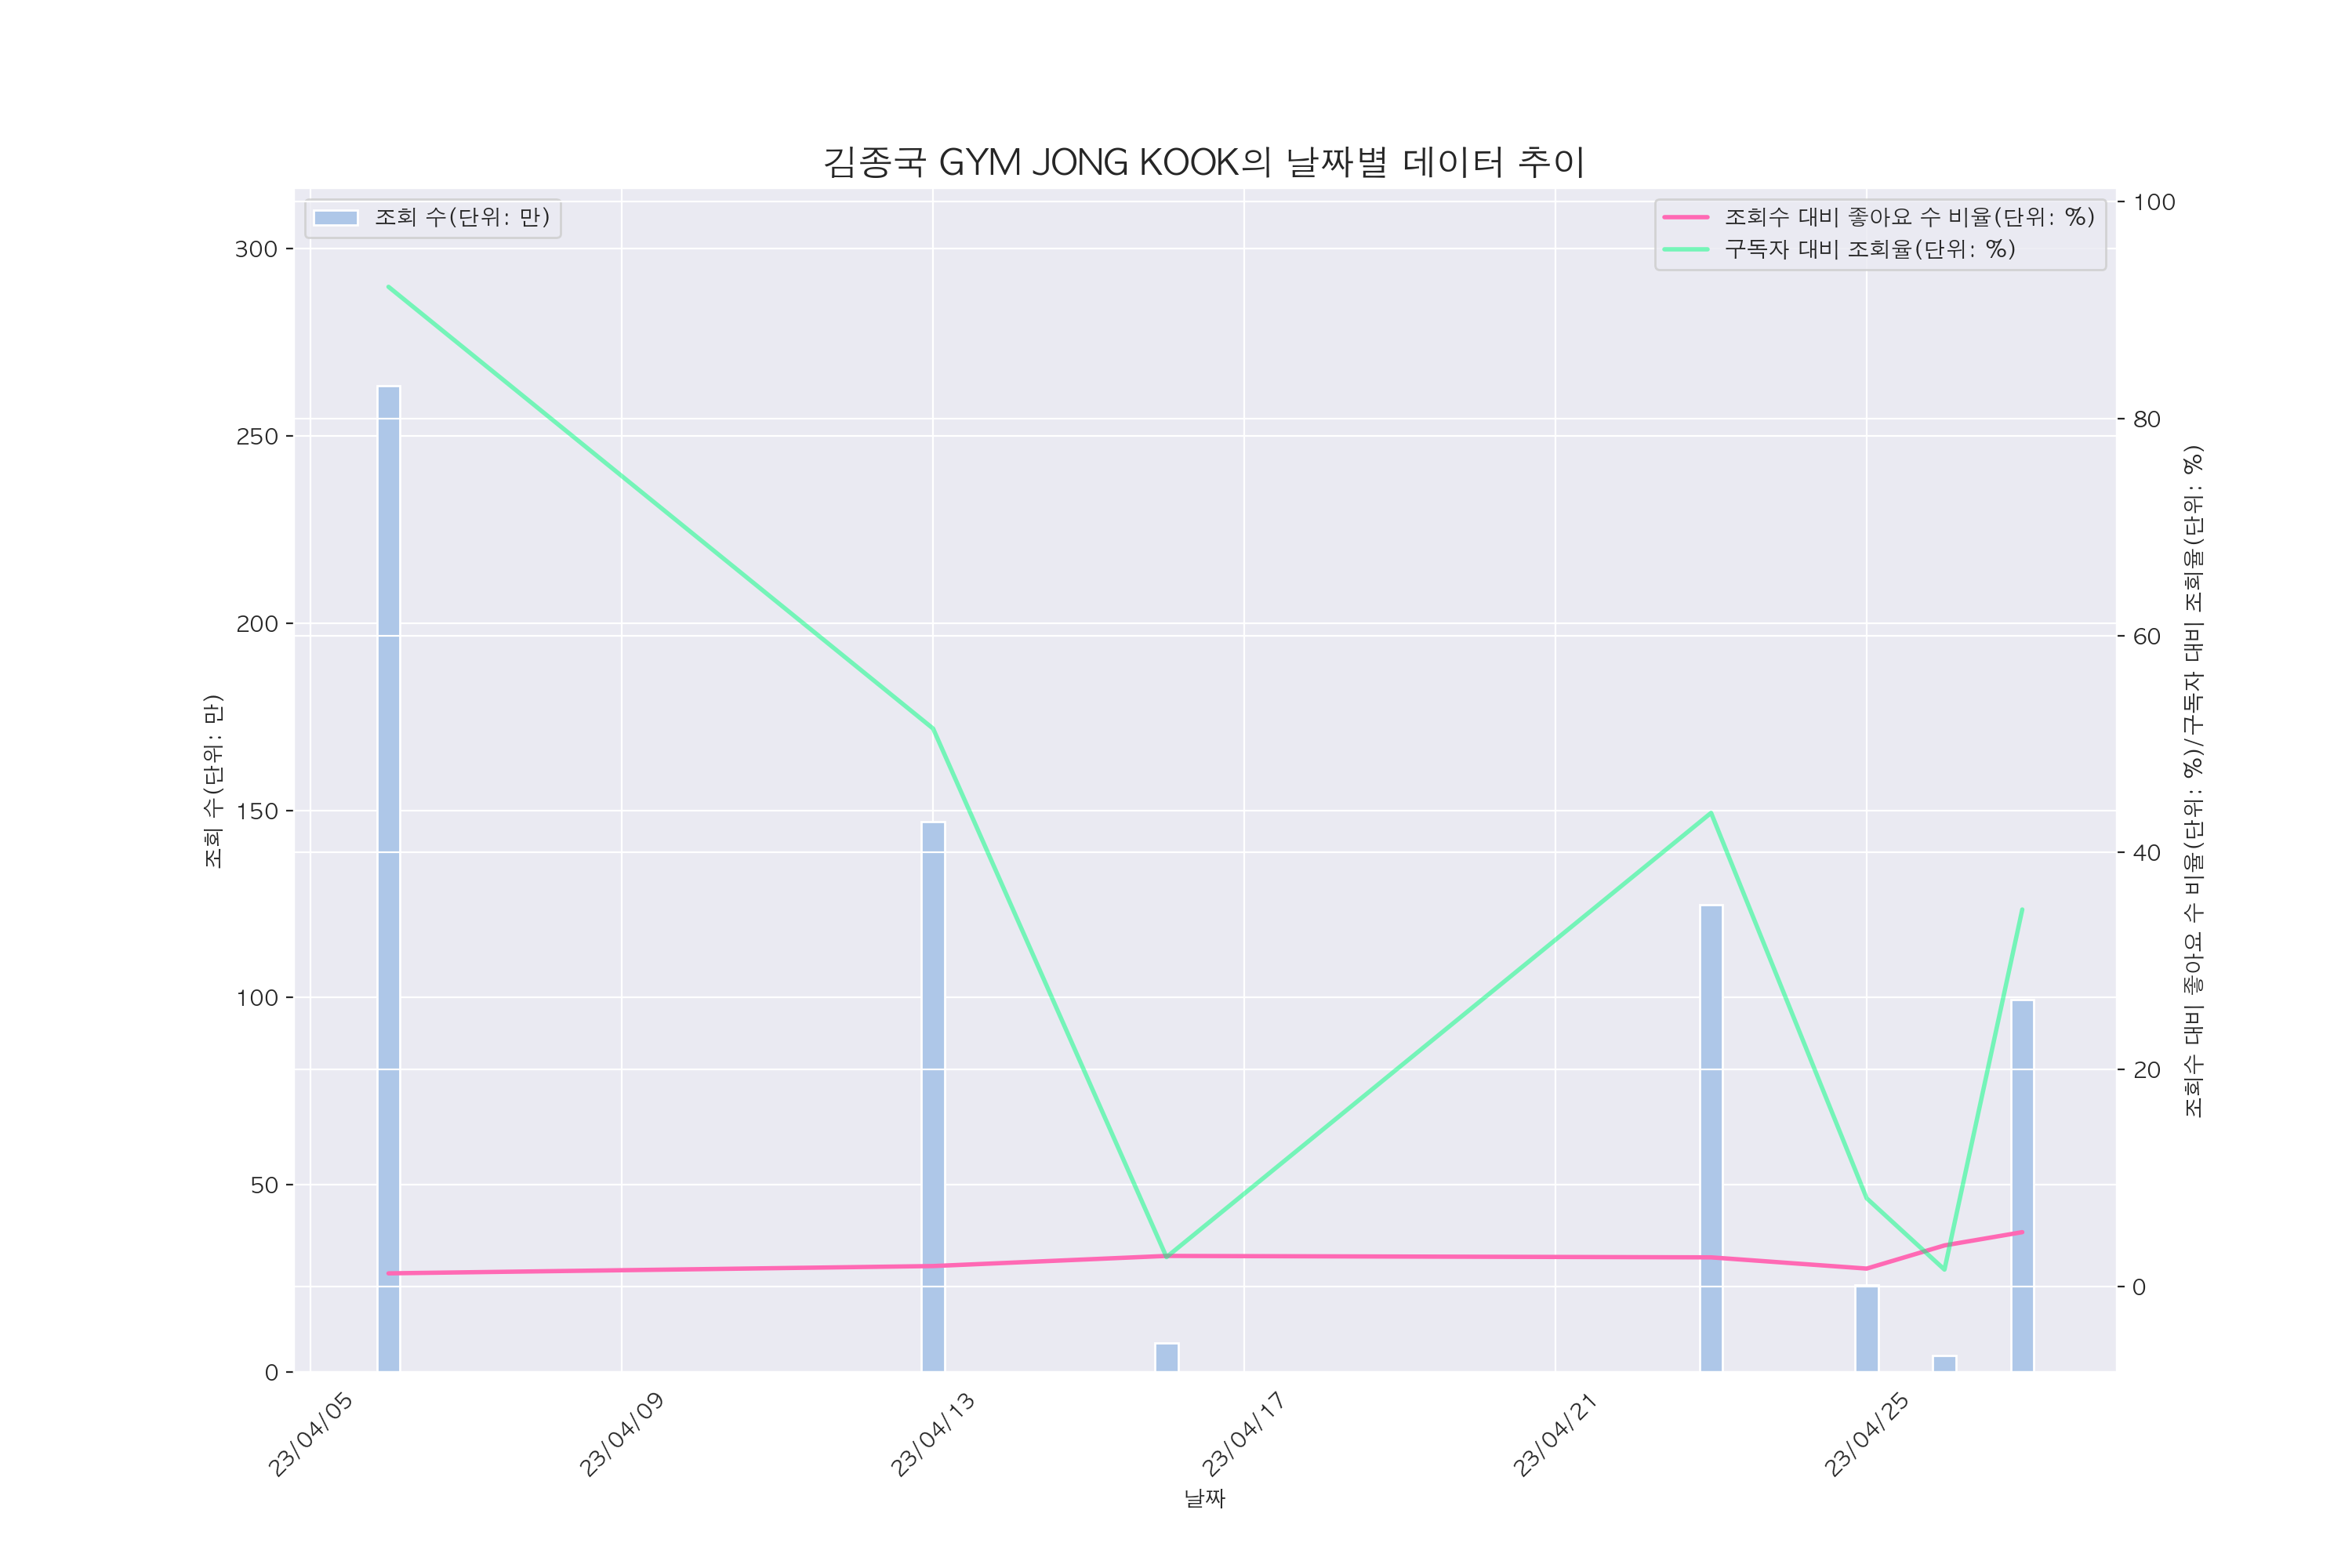 김종국 GYM JONG KOOK의 날짜별 데이터 추이
조회 수(단위: 만)
조회수 대비 좋아요 수 비율(단위: %)
구독자 대비 조회율(단위: %)
300
250
200
150
100
50
0
조회 수(단위: 만)
100
80
60
40
20
0
조회수 대비 좋아요 수 비율(단위: %)/구독자 대비 조회율(단위: %)
23/04/05
23/04/09
23/04/13
23/04/17
23/04/21
23/04/25
날짜